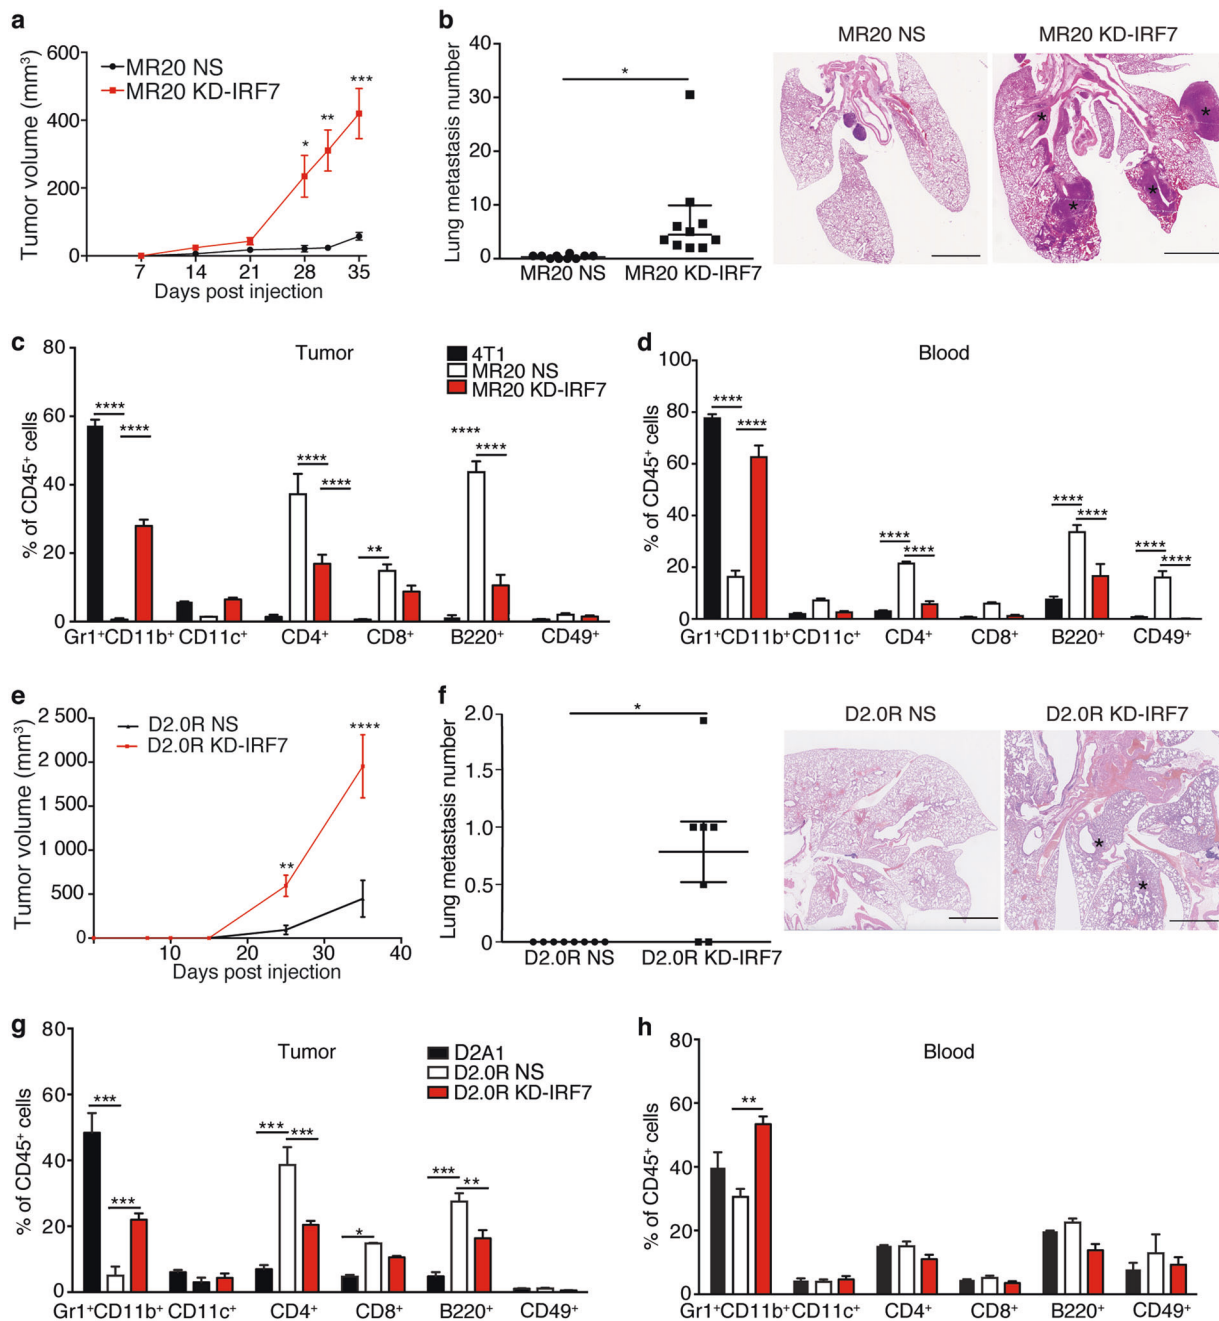 a
Tumor volume (mm³)
600
400
200
0
MR20 NS
MR20 KD-IRF7
*
**
***
7 14 21 28 35
Days post injection
b
Lung metastasis number
40
30
20
10
0
*
MR20 NS MR20 KD-IRF7
MR20 NS
MR20 KD-IRF7
*
*
*
*
c
Tumor
% of CD45⁺ cells
80
60
40
20
0
4T1
MR20 NS
MR20 KD-IRF7
****
****
****
****
**
****
****
Gr1⁺CD11b⁺ CD11c⁺ CD4⁺ CD8⁺ B220⁺ CD49⁺
d
Blood
% of CD45⁺ cells
100
80
60
40
20
0
****
****
****
****
****
****
****
****
Gr1⁺CD11b⁺ CD11c⁺ CD4⁺ CD8⁺ B220⁺ CD49⁺
e
Tumor volume (mm³)
2 500
2 000
1 500
1 000
500
0
D2.0R NS
D2.0R KD-IRF7
**
****
10 20 30 40
Days post injection
f
Lung metastasis number
2.0
1.5
1.0
0.5
0
*
D2.0R NS D2.0R KD-IRF7
D2.0R NS
D2.0R KD-IRF7
*
*
g
Tumor
% of CD45⁺ cells
80
60
40
20
0
D2A1
D2.0R NS
D2.0R KD-IRF7
***
***
***
***
*
***
**
Gr1⁺CD11b⁺ CD11c⁺ CD4⁺ CD8⁺ B220⁺ CD49⁺
h
Blood
% of CD45⁺ cells
80
60
40
20
0
**
Gr1⁺CD11b⁺ CD11c⁺ CD4⁺ CD8⁺ B220⁺ CD49⁺